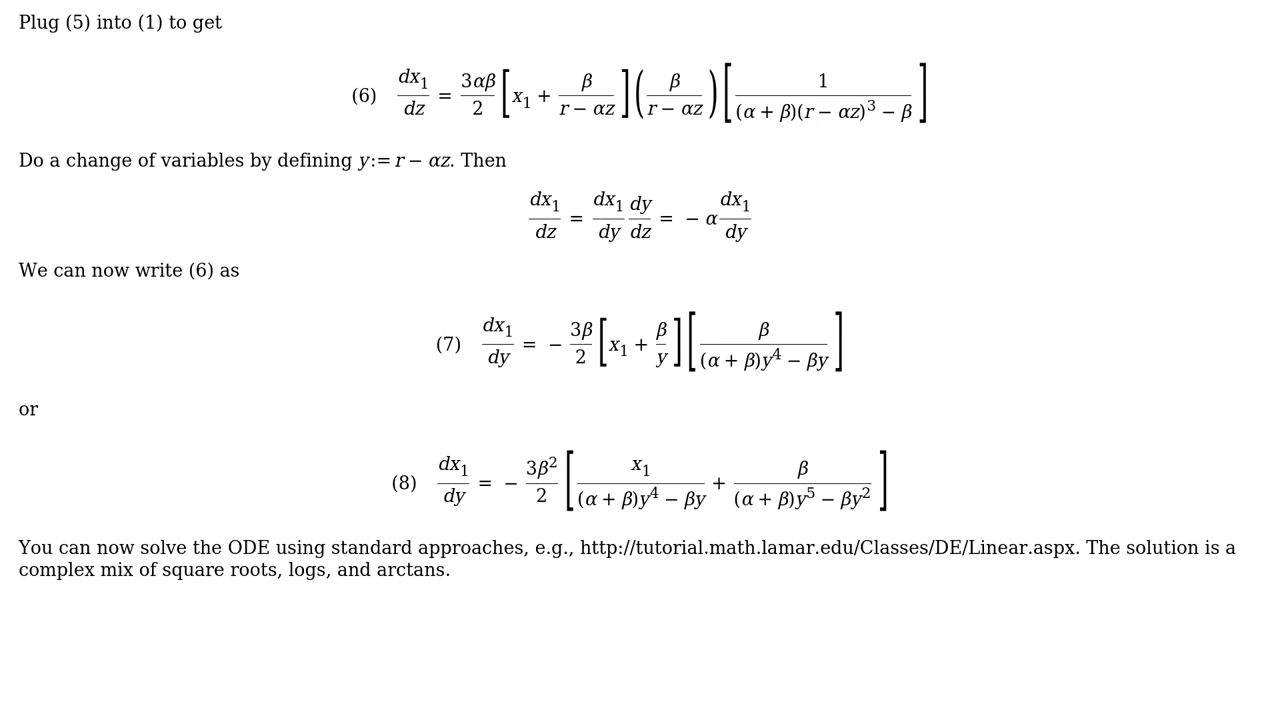 Plug (5) into (1) to get
(6) dx₁/dz = 3αβ/2 [x₁ + β/(r − αz)] (β/(r − αz)) [1/((α + β)(r − αz)³ − β)]
Do a change of variables by defining y:= r − αz. Then
dx₁/dz = dx₁/dy dy/dz = − α dx₁/dy
We can now write (6) as
(7) dx₁/dy = − 3β/2 [x₁ + β/y] [β/((α + β)y⁴ − βy)]
or
(8) dx₁/dy = − 3β²/2 [x₁/((α + β)y⁴ − βy) + β/((α + β)y⁵ − βy²)]
You can now solve the ODE using standard approaches, e.g., http://tutorial.math.lamar.edu/Classes/DE/Linear.aspx. The solution is a
complex mix of square roots, logs, and arctans.